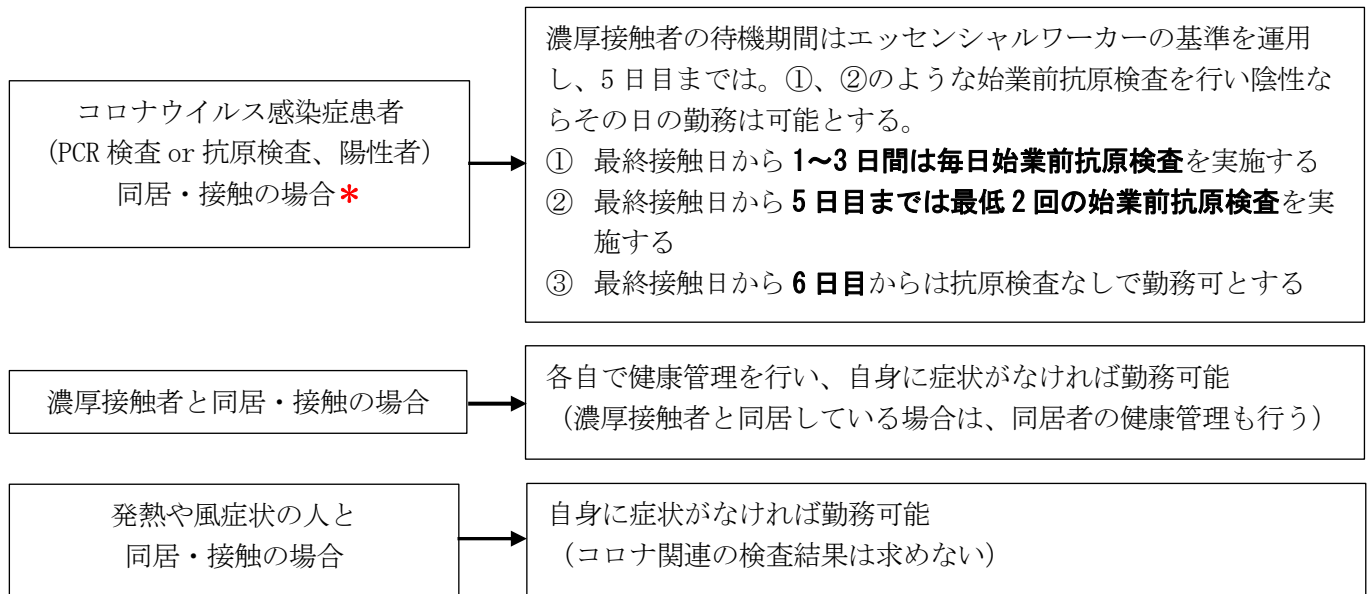 コロナウイルス感染症患者
(PCR 検査 or 抗原検査、陽性者)
同居・接触の場合＊
濃厚接触者の待機期間はエッセンシャルワーカーの基準を運用
し、5 日目までは。①、②のような始業前抗原検査を行い陰性な
らその日の勤務は可能とする。
① 最終接触日から 1～3 日間は毎日始業前抗原検査を実施する
② 最終接触日から 5 日目までは最低 2 回の始業前抗原検査を実
施する
③ 最終接触日から 6 日目からは抗原検査なしで勤務可とする
濃厚接触者と同居・接触の場合
各自で健康管理を行い、自身に症状がなければ勤務可能
（濃厚接触者と同居している場合は、同居者の健康管理も行う）
発熱や風症状の人と
同居・接触の場合
自身に症状がなければ勤務可能
（コロナ関連の検査結果は求めない）